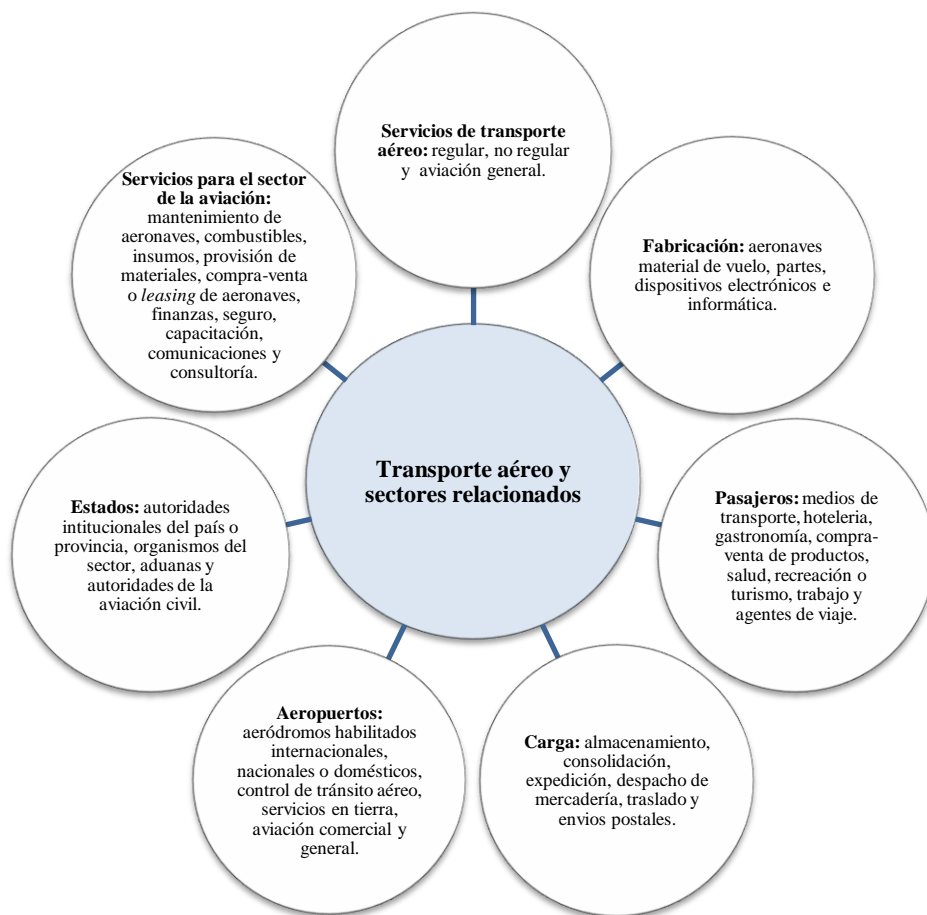 Servicios de transporte
aéreo: regular, no regular
y aviación general.
Fabricación: aeronaves
material de vuelo, partes,
dispositivos electrónicos e
informática.
Pasajeros: medios de
transporte, hoteleria,
gastronomía, compra-
venta de productos,
salud, recreación o
turismo, trabajo y
agentes de viaje.
Carga: almacenamiento,
consolidación,
expedición, despacho de
mercadería, traslado y
envios postales.
Aeropuertos:
aeródromos habilitados
internacionales,
nacionales o domésticos,
control de tránsito aéreo,
servicios en tierra,
aviación comercial y
general.
Estados: autoridades
intitucionales del país o
provincia, organismos del
sector, aduanas y
autoridades de la
aviación civil.
Servicios para el sector
de la aviación:
mantenimiento de
aeronaves, combustibles,
insumos, provisión de
materiales, compra-venta
o leasing de aeronaves,
finanzas, seguro,
capacitación,
comunicaciones y
consultoría.
Transporte aéreo y
sectores relacionados